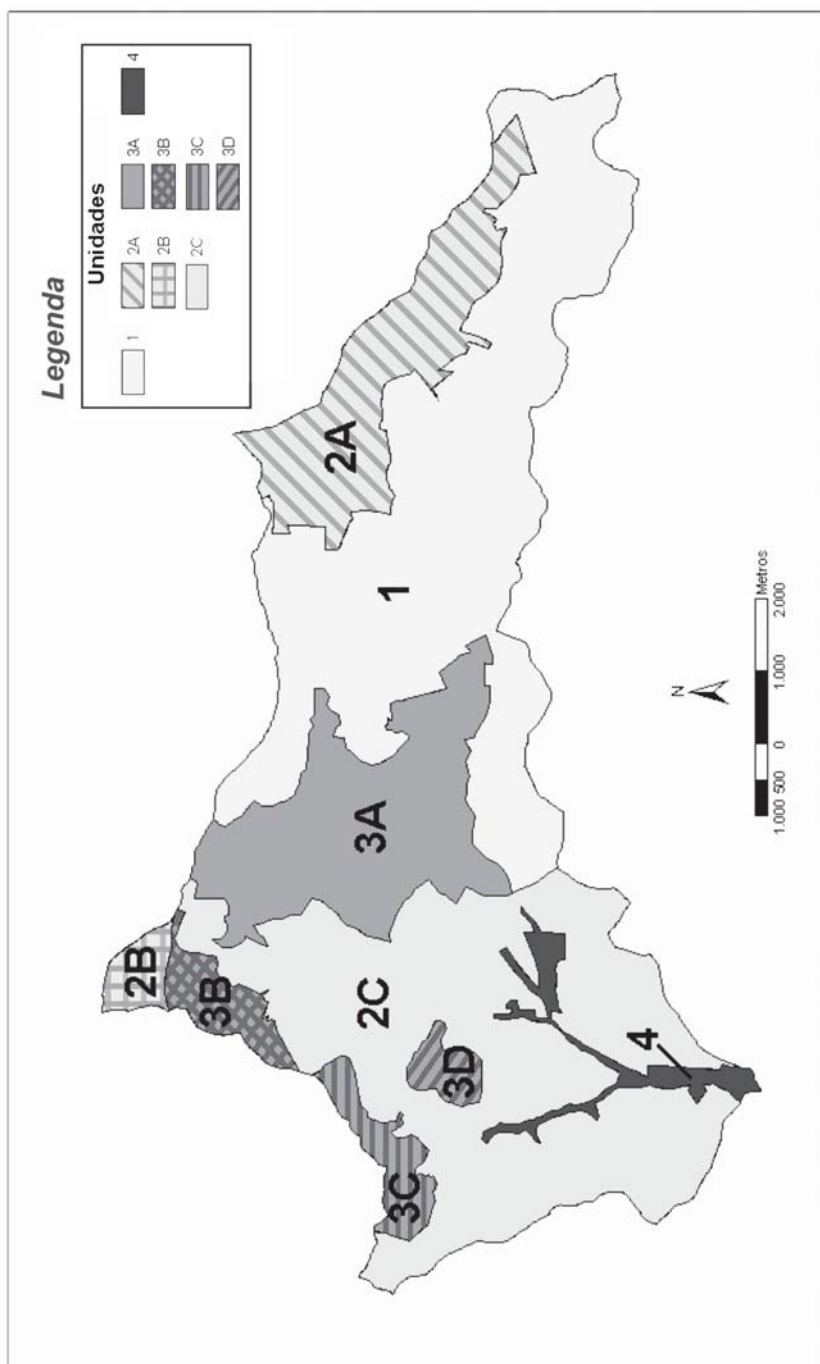 Legenda
Unidades
1
2A
2B
2C
3A
3B
3C
3D
4
2B
3B
3C
2C
3D
3A
2A
1
4
N
1.000 500 0 1.000 2.000
Metros